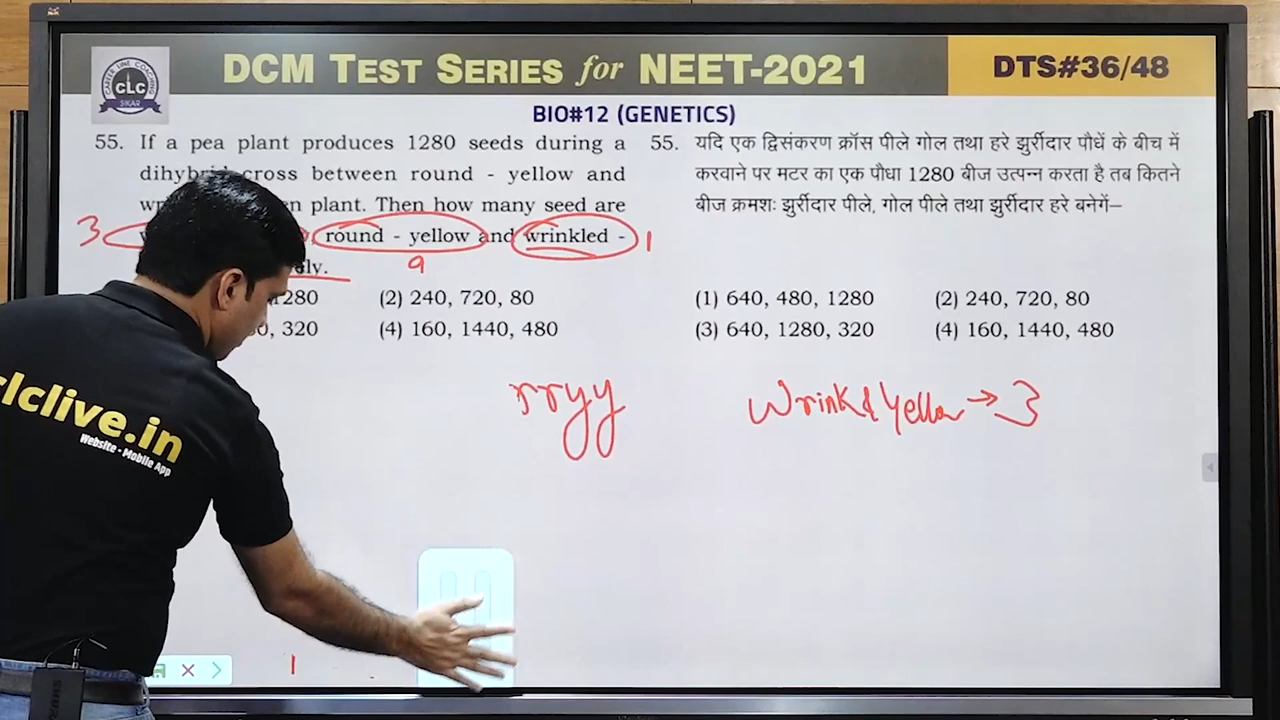 DCM TEST SERIES for NEET-2021
DTS#36/48
CLC
SIKAR
BIO#12 (GENETICS)
55. If a pea plant produces 1280 seeds during a
cross between round - yellow and
plant. Then how many seed are
3 round - yellow and wrinkled - 1
9
(2) 240, 720, 80
320
(4) 160, 1440, 480
55. यदि एक द्विसंकरण क्रॉस पीले गोल तथा हरे झुर्रीदार पौधें के बीच में
करवाने पर मटर का एक पौधा 1280 बीज उत्पन्न करता है तब कितने
बीज क्रमशः झुर्रीदार पीले, गोल पीले तथा झुर्रीदार हरे बनेगें–
(1) 640, 480, 1280
(2) 240, 720, 80
(3) 640, 1280, 320
(4) 160, 1440, 480
rryy
Wrink & Yellow → 3
clclive.in
Website - Mobile App
1